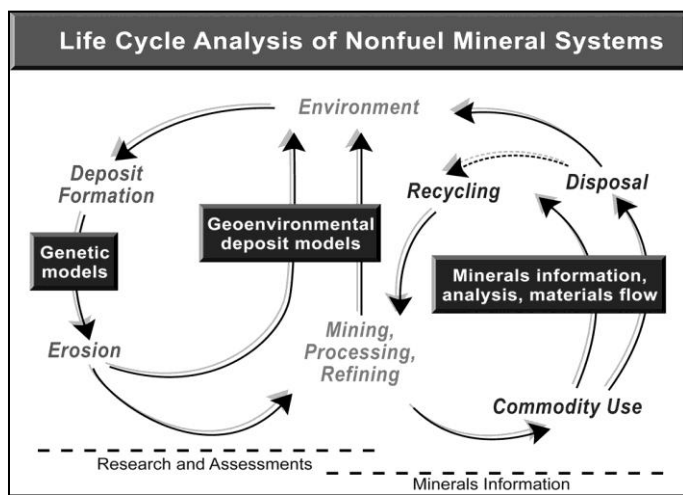 Life Cycle Analysis of Nonfuel Mineral Systems
Environment
Deposit
Formation
Recycling
Disposal
Genetic
models
Geoenvironmental
deposit models
Minerals information,
analysis, materials flow
Erosion
Mining,
Processing,
Refining
Commodity Use
Research and Assessments
Minerals Information